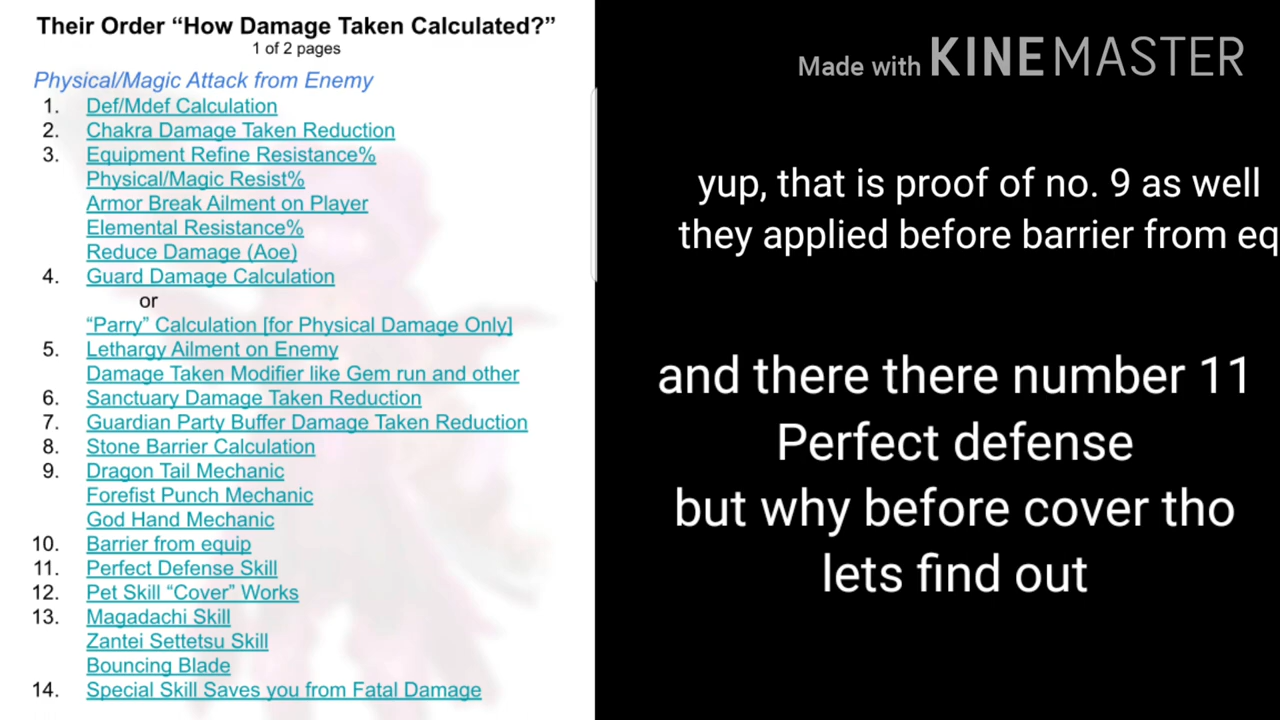 Their Order “How Damage Taken Calculated?”
1 of 2 pages
Physical/Magic Attack from Enemy
1. Def/Mdef Calculation
2. Chakra Damage Taken Reduction
3. Equipment Refine Resistance%
Physical/Magic Resist%
Armor Break Ailment on Player
Elemental Resistance%
Reduce Damage (Aoe)
4. Guard Damage Calculation
or
“Parry” Calculation [for Physical Damage Only]
5. Lethargy Ailment on Enemy
Damage Taken Modifier like Gem run and other
6. Sanctuary Damage Taken Reduction
7. Guardian Party Buffer Damage Taken Reduction
8. Stone Barrier Calculation
9. Dragon Tail Mechanic
Forefist Punch Mechanic
God Hand Mechanic
10. Barrier from equip
11. Perfect Defense Skill
12. Pet Skill “Cover” Works
13. Magadachi Skill
Zantei Settetsu Skill
Bouncing Blade
14. Special Skill Saves you from Fatal Damage
Made with KINEMASTER
yup, that is proof of no. 9 as well
they applied before barrier from eq
and there there number 11
Perfect defense
but why before cover tho
lets find out